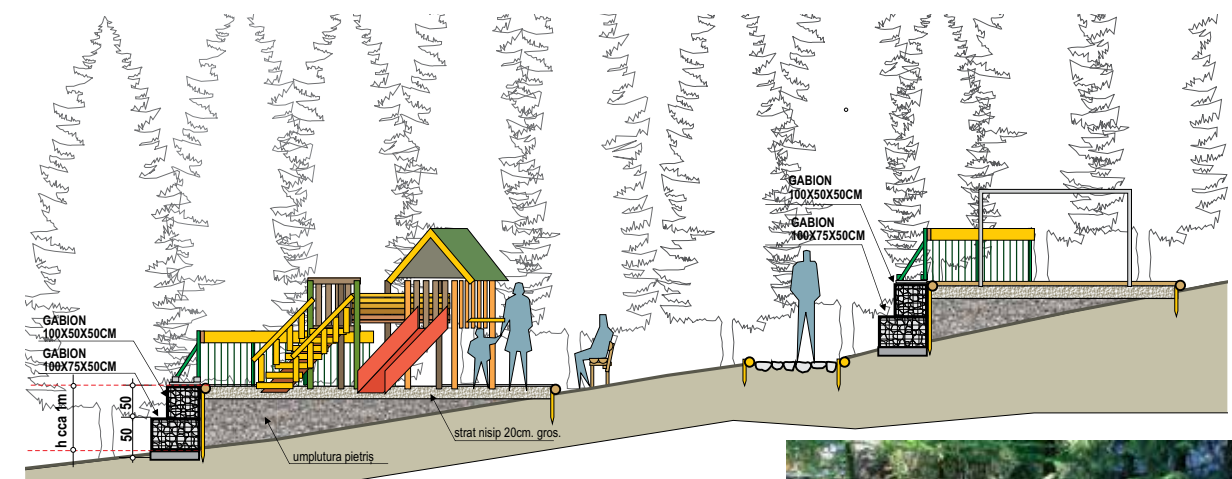 GABION
100X50X50CM
GABION
100X75X50CM
GABION
100X50X50CM
GABION
100X75X50CM
h cca 1m
50
50
strat nisip 20cm. gros.
umplutura pietriș